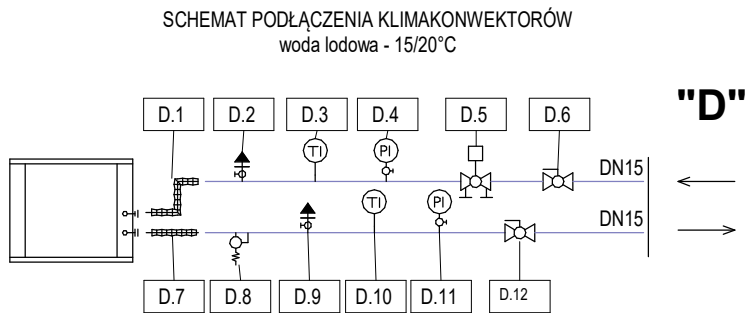 SCHEMAT PODŁĄCZENIA KLIMAKONWEKTORÓW
woda lodowa - 15/20°C
"D"
D.1 D.2 D.3 D.4 D.5 D.6
TI PI
DN15
TI PI
DN15
D.7 D.8 D.9 D.10 D.11 D.12